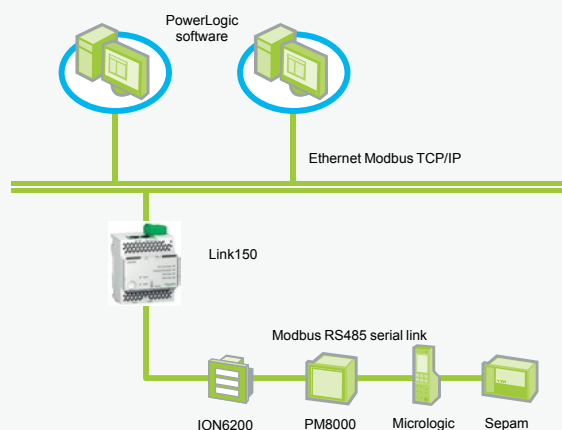 PowerLogic
software
Ethernet Modbus TCP/IP
Link150
Modbus RS485 serial link
ION6200
PM8000
Micrologic
Sepam